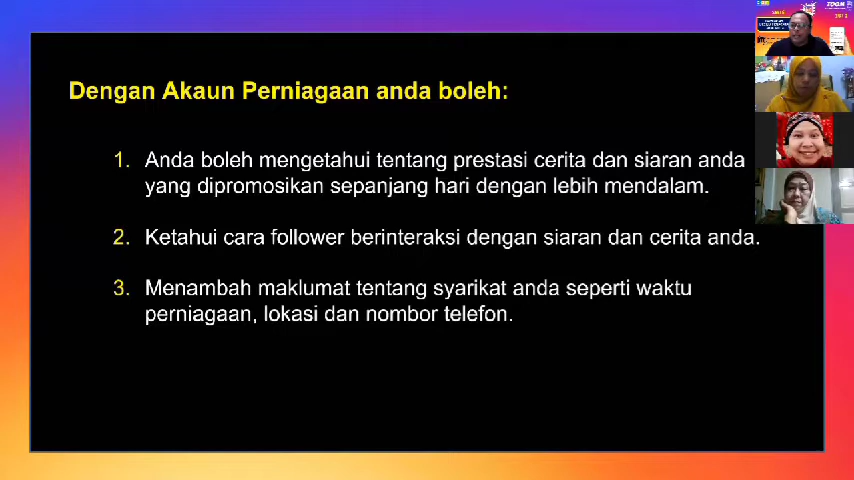 Dengan Akaun Perniagaan anda boleh:
1. Anda boleh mengetahui tentang prestasi cerita dan siaran anda
yang dipromosikan sepanjang hari dengan lebih mendalam.
2. Ketahui cara follower berinteraksi dengan siaran dan cerita anda.
3. Menambah maklumat tentang syarikat anda seperti waktu
perniagaan, lokasi dan nombor telefon.
zoom